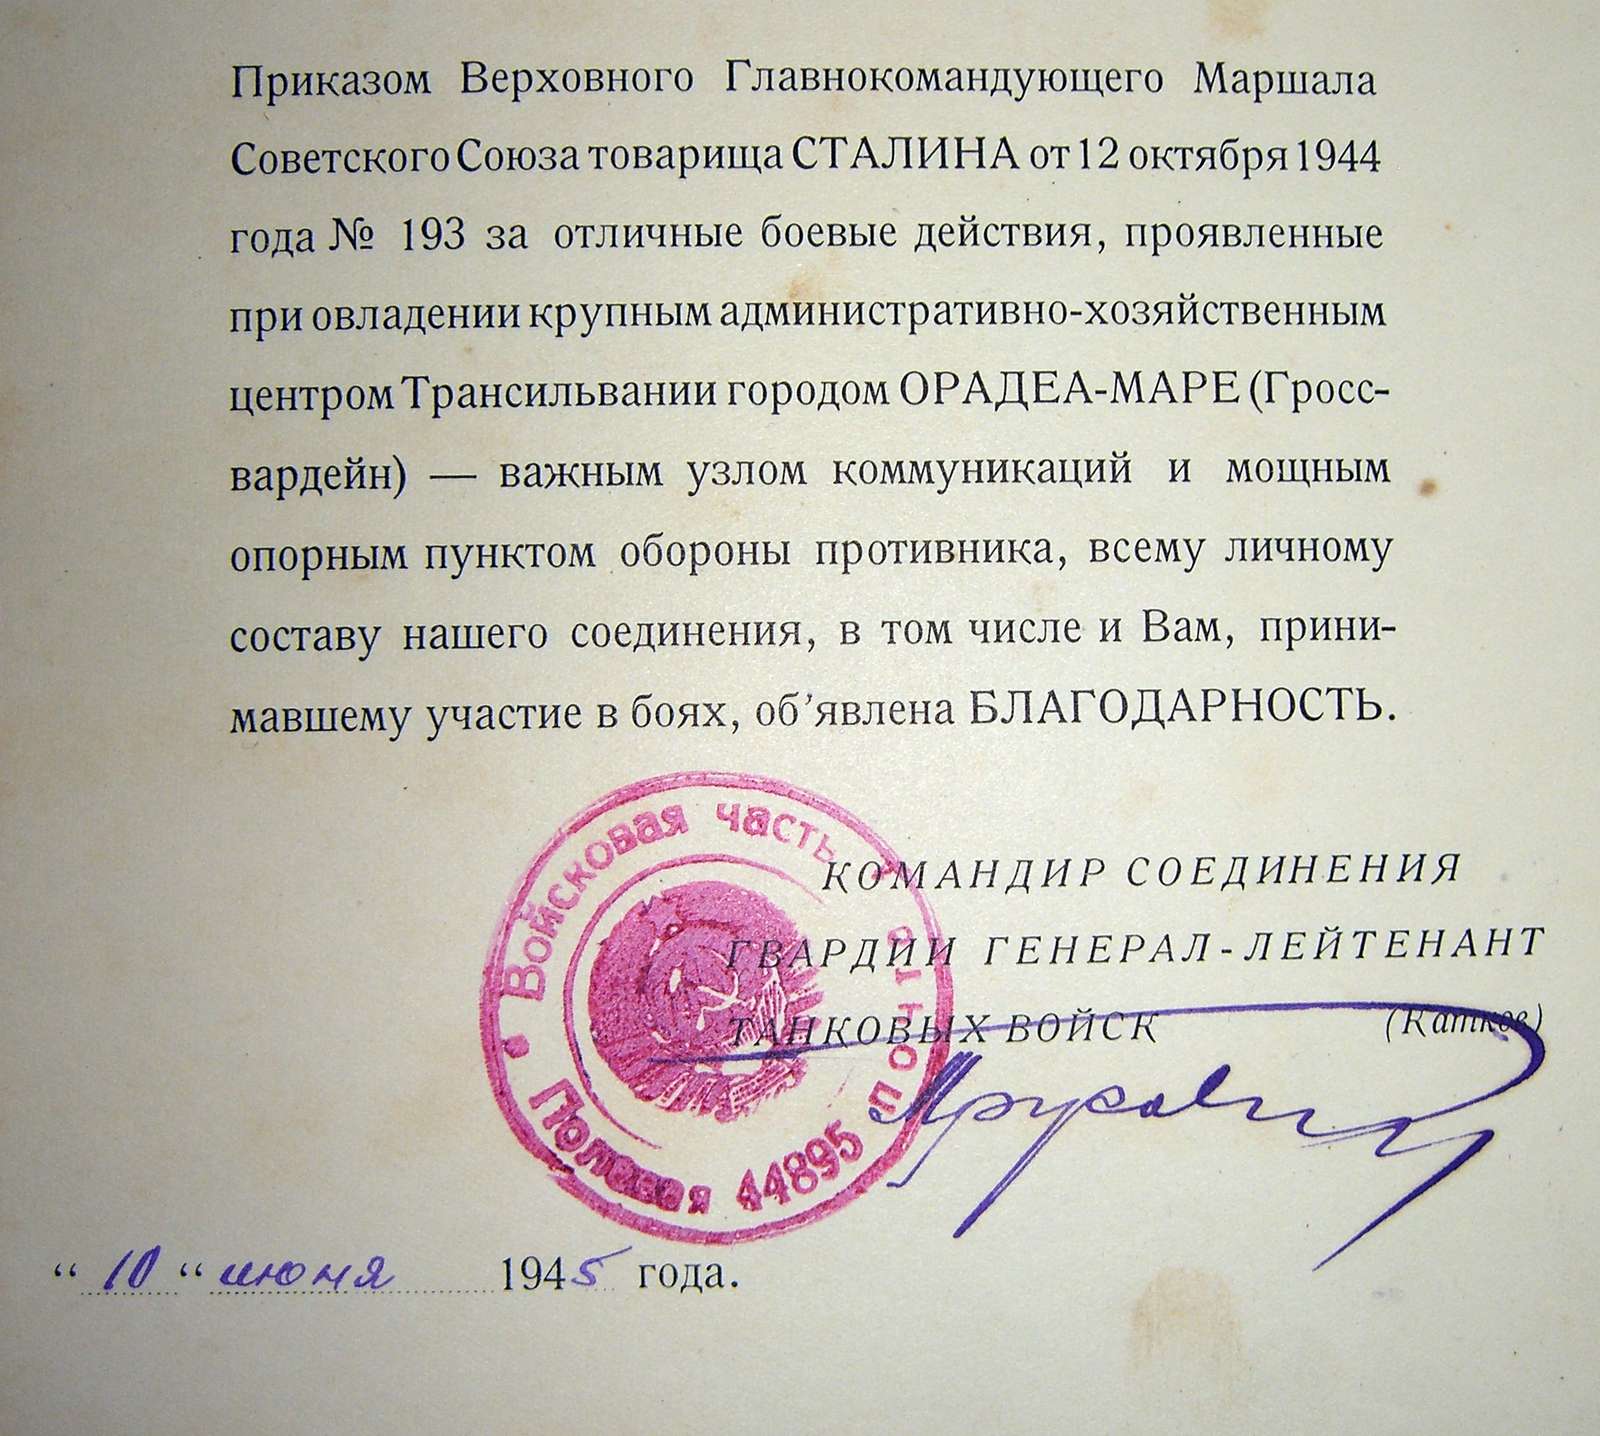 Приказом Верховного Главнокомандующего Маршала
Советского Союза товарища СТАЛИНА от 12 октября 1944
года № 193 за отличные боевые действия, проявленные
при овладении крупным административно-хозяйственным
центром Трансильвании городом ОРАДЕА-МАРЕ (Гросс-
вардейн) — важным узлом коммуникаций и мощным
опорным пунктом обороны противника, всему личному
составу нашего соединения, в том числе и Вам, прини-
мавшему участие в боях, об’явлена БЛАГОДАРНОСТЬ.
Войсковая часть
Полевая
почта
44895
КОМАНДИР СОЕДИНЕНИЯ
ГВАРДИИ ГЕНЕРАЛ-ЛЕЙТЕНАНТ
ТАНКОВЫХ ВОЙСК (Катков)
“ 10 “ июня 1945 года.